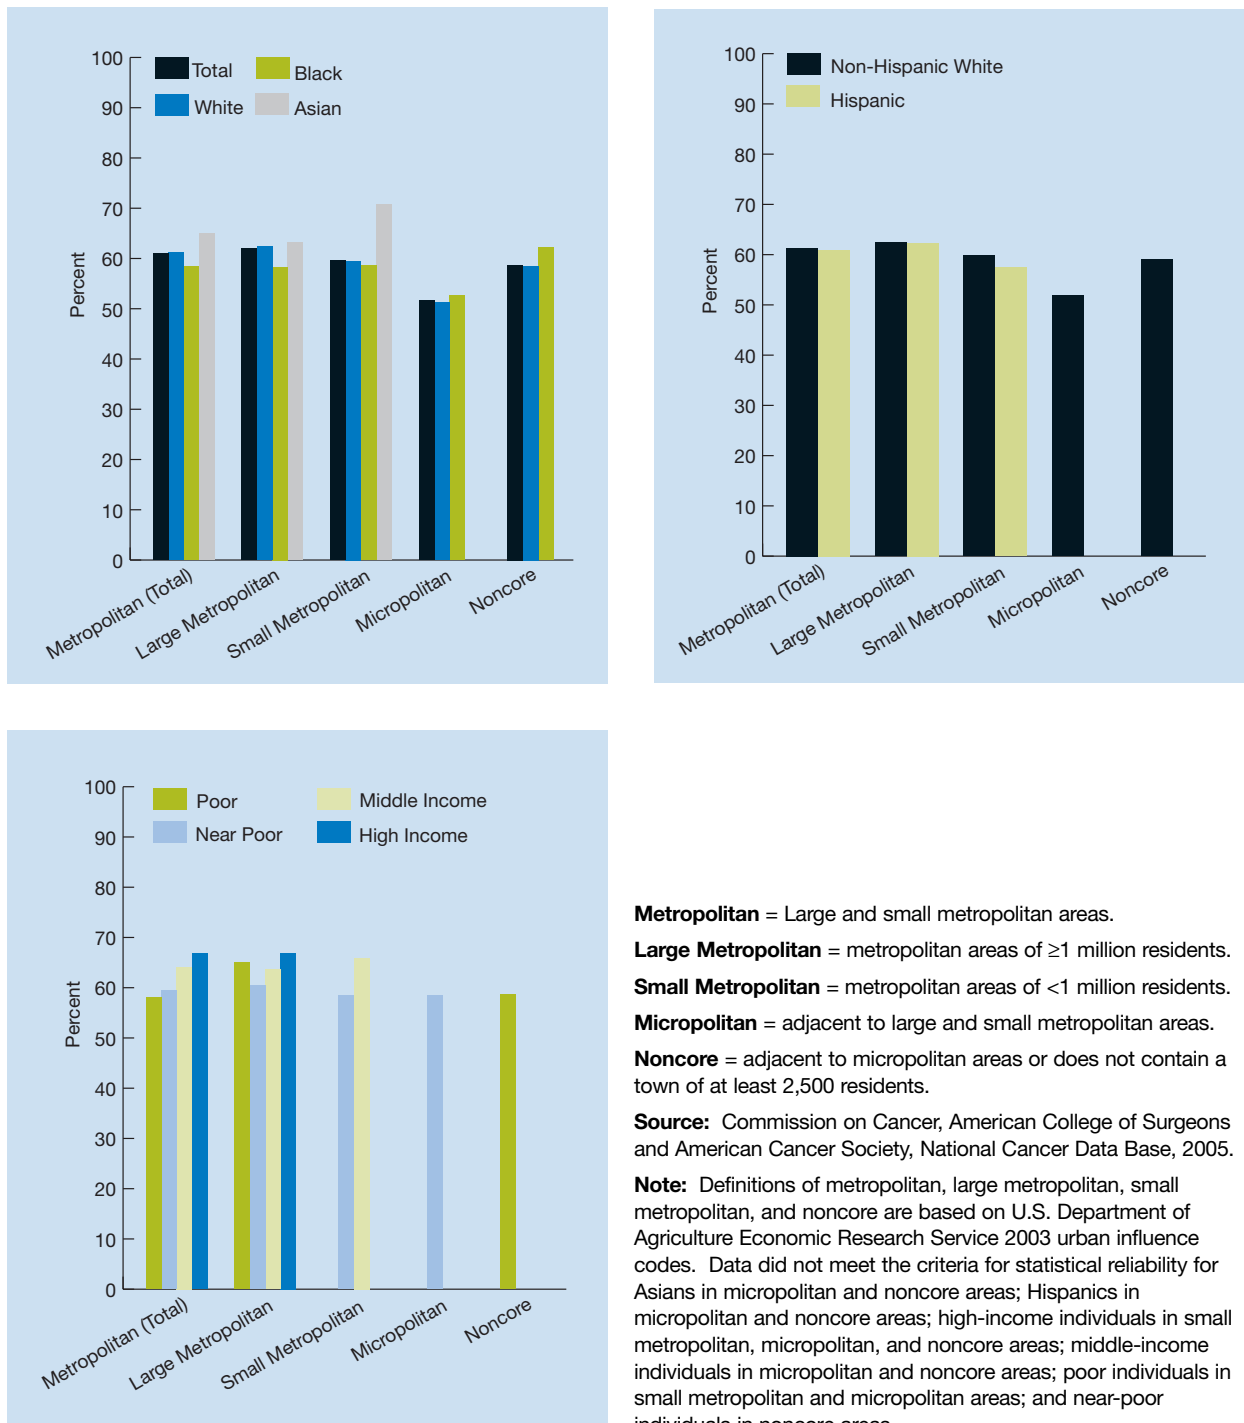 100
90
80
70
60
50
40
30
20
10
0
Percent
Total
Black
White
Asian
Metropolitan (Total)
Large Metropolitan
Small Metropolitan
Micropolitan
Noncore
100
90
80
70
60
50
40
30
20
10
0
Percent
Non-Hispanic White
Hispanic
Metropolitan (Total)
Large Metropolitan
Small Metropolitan
Micropolitan
Noncore
100
90
80
70
60
50
40
30
20
10
0
Percent
Poor
Middle Income
Near Poor
High Income
Metropolitan (Total)
Large Metropolitan
Small Metropolitan
Micropolitan
Noncore
Metropolitan = Large and small metropolitan areas.
Large Metropolitan = metropolitan areas of ≥1 million residents.
Small Metropolitan = metropolitan areas of <1 million residents.
Micropolitan = adjacent to large and small metropolitan areas.
Noncore = adjacent to micropolitan areas or does not contain a
town of at least 2,500 residents.
Source: Commission on Cancer, American College of Surgeons
and American Cancer Society, National Cancer Data Base, 2005.
Note: Definitions of metropolitan, large metropolitan, small
metropolitan, and noncore are based on U.S. Department of
Agriculture Economic Research Service 2003 urban influence
codes. Data did not meet the criteria for statistical reliability for
Asians in micropolitan and noncore areas; Hispanics in
micropolitan and noncore areas; high-income individuals in small
metropolitan, micropolitan, and noncore areas; middle-income
individuals in micropolitan and noncore areas; poor individuals in
small metropolitan and micropolitan areas; and near-poor
individuals in noncore areas.